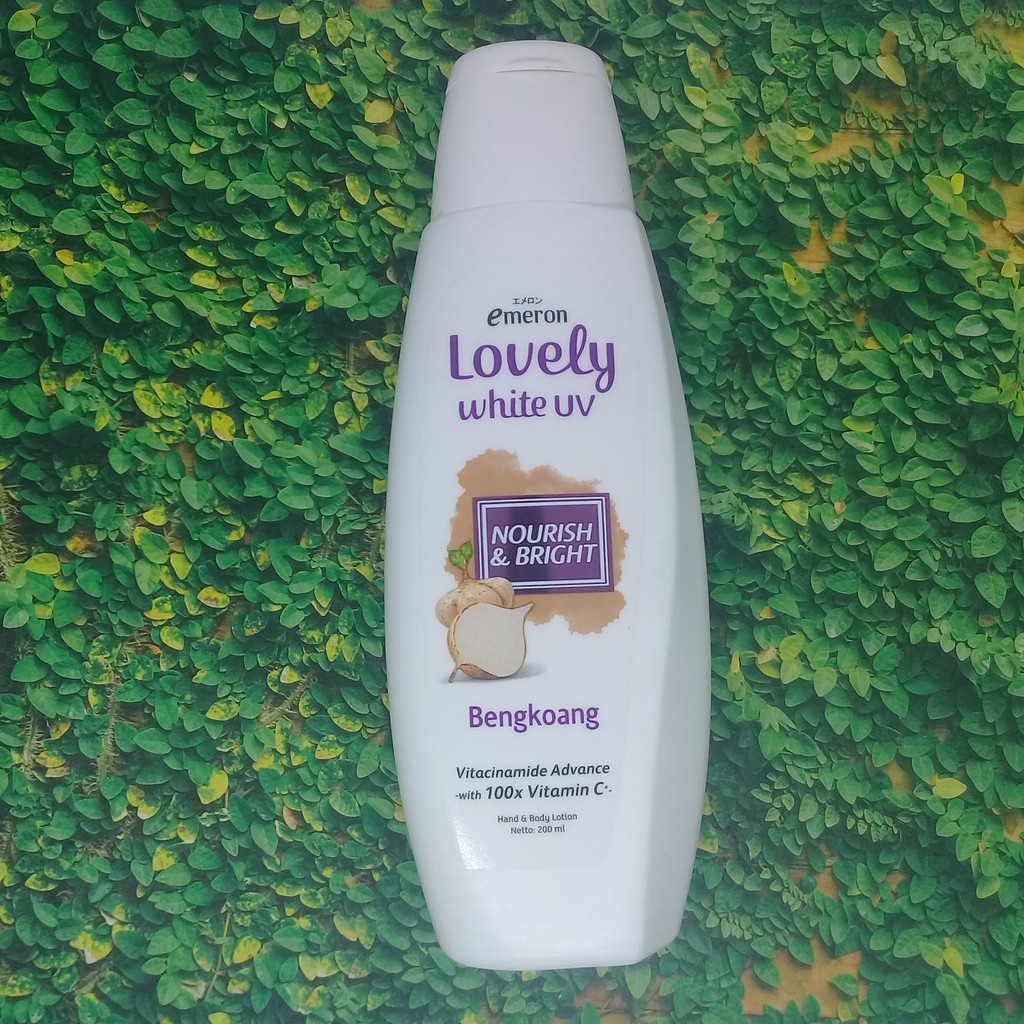 エメロン
emeron
Lovely
white UV
NOURISH
& BRIGHT
Bengkoang
Vitacinamide Advance
-with 100x Vitamin C*-
Hand & Body Lotion
Netto: 200 ml